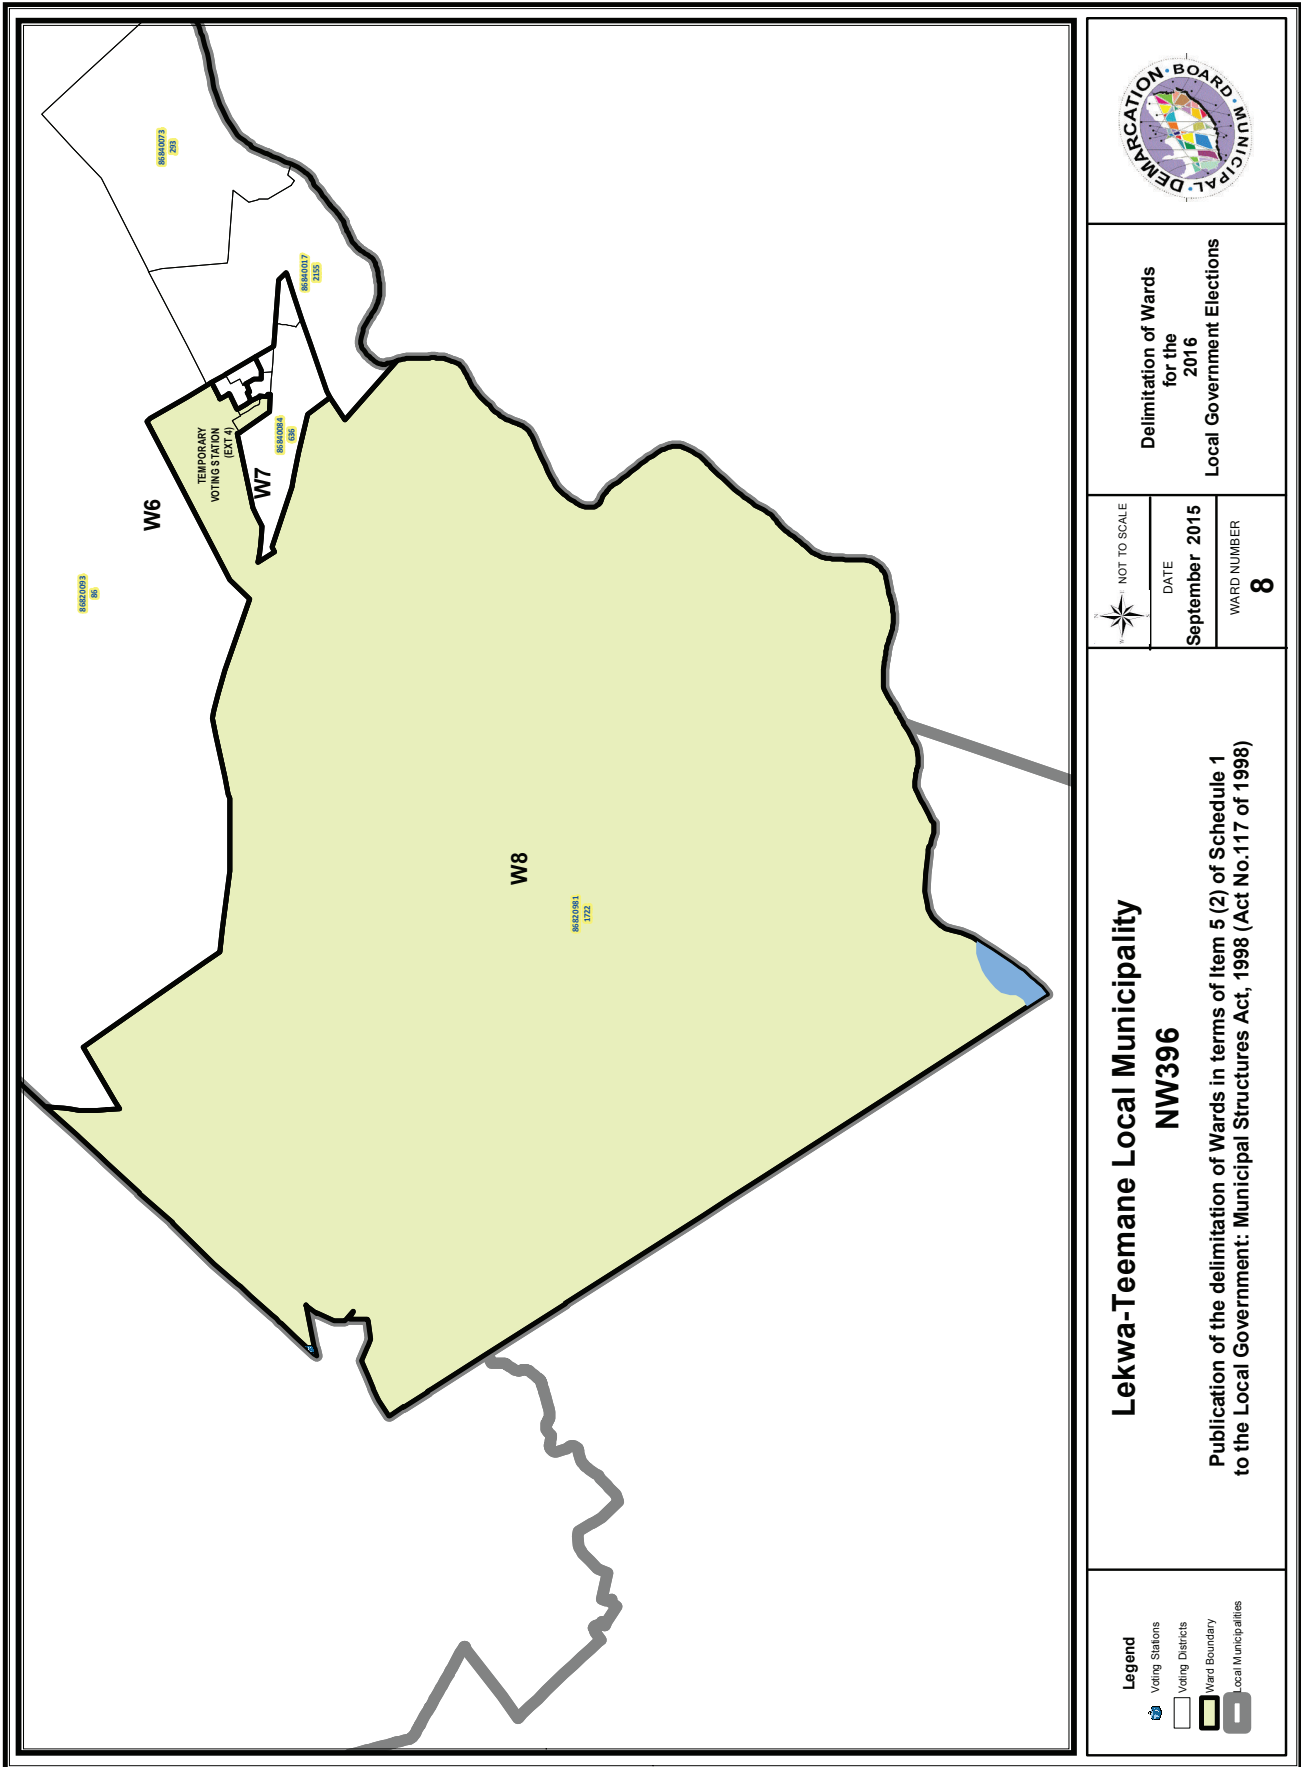 86840073
293
86840017
2155
TEMPORARY
VOTING STATION
(EXT 4)
86840084
636
W7
W6
86820093
86
W8
86820981
1722
Legend
Voting Stations
Voting Districts
Ward Boundary
Local Municipalities
Lekwa-Teemane Local Municipality
NW396
Publication of the delimitation of Wards in terms of Item 5 (2) of Schedule 1
to the Local Government: Municipal Structures Act, 1998 (Act No.117 of 1998)
NOT TO SCALE
DATE
September 2015
WARD NUMBER
8
Delimitation of Wards
for the
2016
Local Government Elections
MUNICIPAL DEMARCATION BOARD